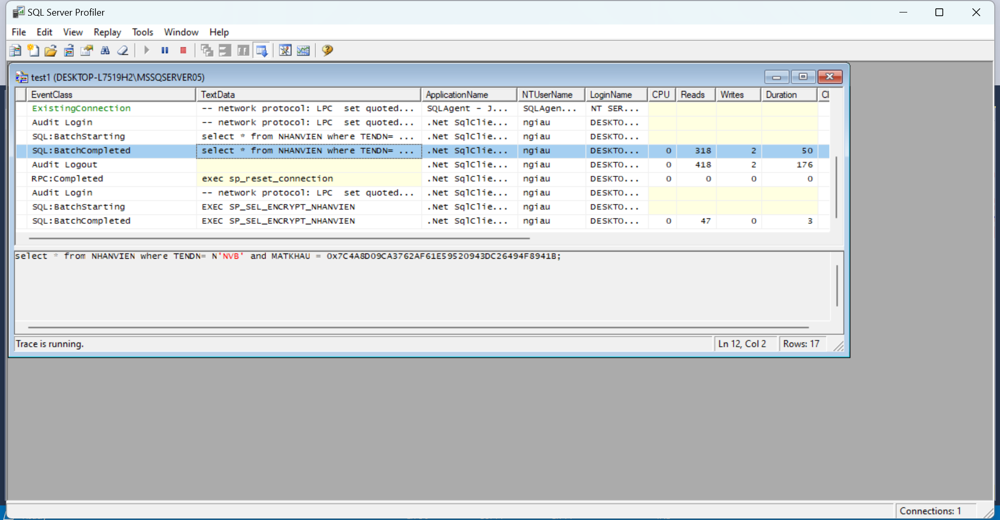 SQL Server Profiler
File Edit View Replay Tools Window Help
test1 (DESKTOP-L7519H2\MSSQSERVER05)
EventClass TextData ApplicationName NTUserName LoginName CPU Reads Writes Duration Cl
ExistingConnection -- network protocol: LPC set quoted... SQLAgent - J... SQLAgen... NT SER...
Audit Login -- network protocol: LPC set quoted... .Net SqlClie... ngiau DESKTO...
SQL:BatchStarting select * from NHANVIEN where TENDN= ... .Net SqlClie... ngiau DESKTO...
SQL:BatchCompleted select * from NHANVIEN where TENDN= ... .Net SqlClie... ngiau DESKTO... 0 318 2 50
Audit Logout .Net SqlClie... ngiau DESKTO... 0 418 2 176
RPC:Completed exec sp_reset_connection .Net SqlClie... ngiau DESKTO... 0 0 0 0
Audit Login -- network protocol: LPC set quoted... .Net SqlClie... ngiau DESKTO...
SQL:BatchStarting EXEC SP_SEL_ENCRYPT_NHANVIEN .Net SqlClie... ngiau DESKTO...
SQL:BatchCompleted EXEC SP_SEL_ENCRYPT_NHANVIEN .Net SqlClie... ngiau DESKTO... 0 47 0 3
select * from NHANVIEN where TENDN= N'NVB' and MATKHAU = 0x7C4A8D09CA3762AF61E59520943DC26494F8941B;
Trace is running. Ln 12, Col 2 Rows: 17
Connections: 1